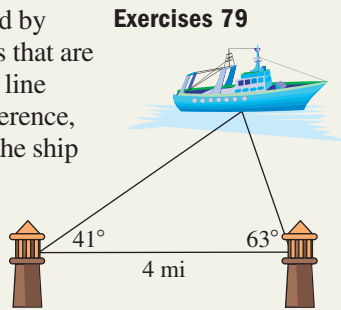 d by
s that are
line
erence,
he ship
Exercises 79
41°
63°
4 mi